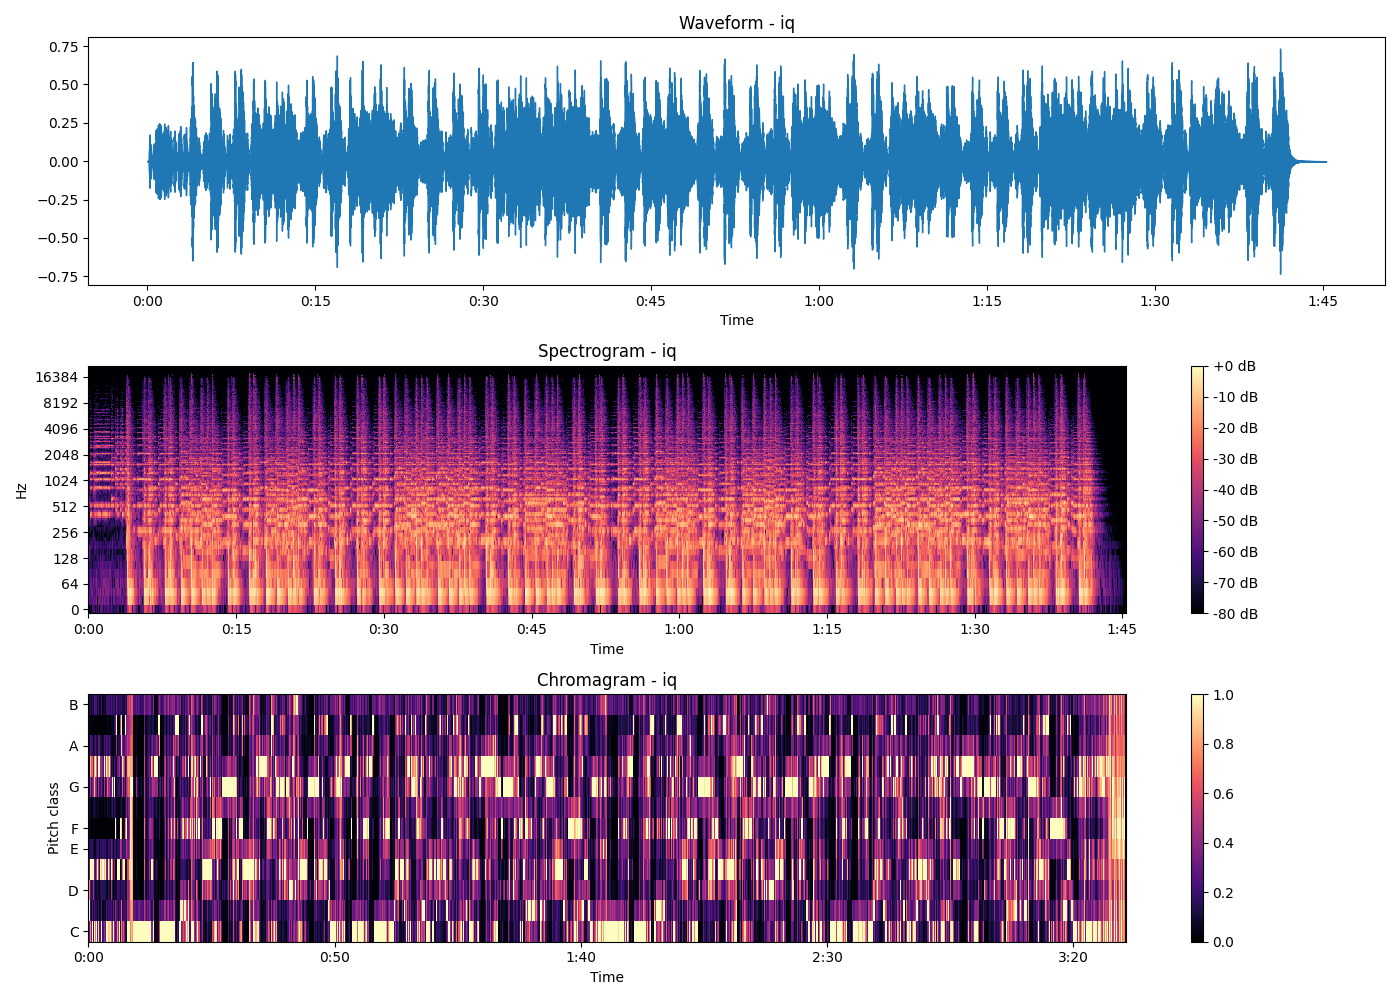 Waveform - iq
0.75
0.50
0.25
0.00
−0.25
−0.50
−0.75
0:00 0:15 0:30 0:45 1:00 1:15 1:30 1:45
Time
Spectrogram - iq
Hz
16384
8192
4096
2048
1024
512
256
128
64
0
0:00 0:15 0:30 0:45 1:00 1:15 1:30 1:45
Time
+0 dB
-10 dB
-20 dB
-30 dB
-40 dB
-50 dB
-60 dB
-70 dB
-80 dB
Chromagram - iq
Pitch class
B
A
G
F
E
D
C
0:00 0:50 1:40 2:30 3:20
Time
1.0
0.8
0.6
0.4
0.2
0.0